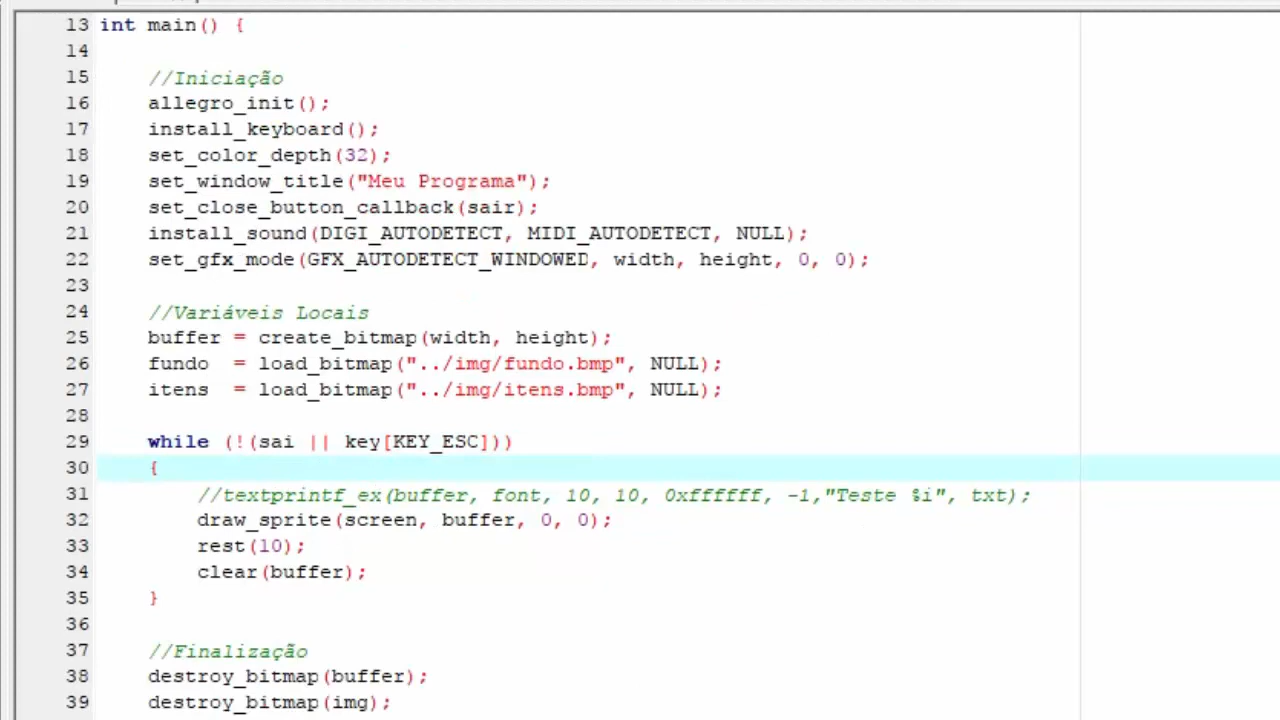 13 int main() {
14
15 //Iniciação
16 allegro_init();
17 install_keyboard();
18 set_color_depth(32);
19 set_window_title("Meu Programa");
20 set_close_button_callback(sair);
21 install_sound(DIGI_AUTODETECT, MIDI_AUTODETECT, NULL);
22 set_gfx_mode(GFX_AUTODETECT_WINDOWED, width, height, 0, 0);
23
24 //Variáveis Locais
25 buffer = create_bitmap(width, height);
26 fundo  = load_bitmap("../img/fundo.bmp", NULL);
27 itens  = load_bitmap("../img/itens.bmp", NULL);
28
29 while (!(sai || key[KEY_ESC]))
30 {
31 //textprintf_ex(buffer, font, 10, 10, 0xffffff, -1,"Teste %i", txt);
32 draw_sprite(screen, buffer, 0, 0);
33 rest(10);
34 clear(buffer);
35 }
36
37 //Finalização
38 destroy_bitmap(buffer);
39 destroy_bitmap(img);